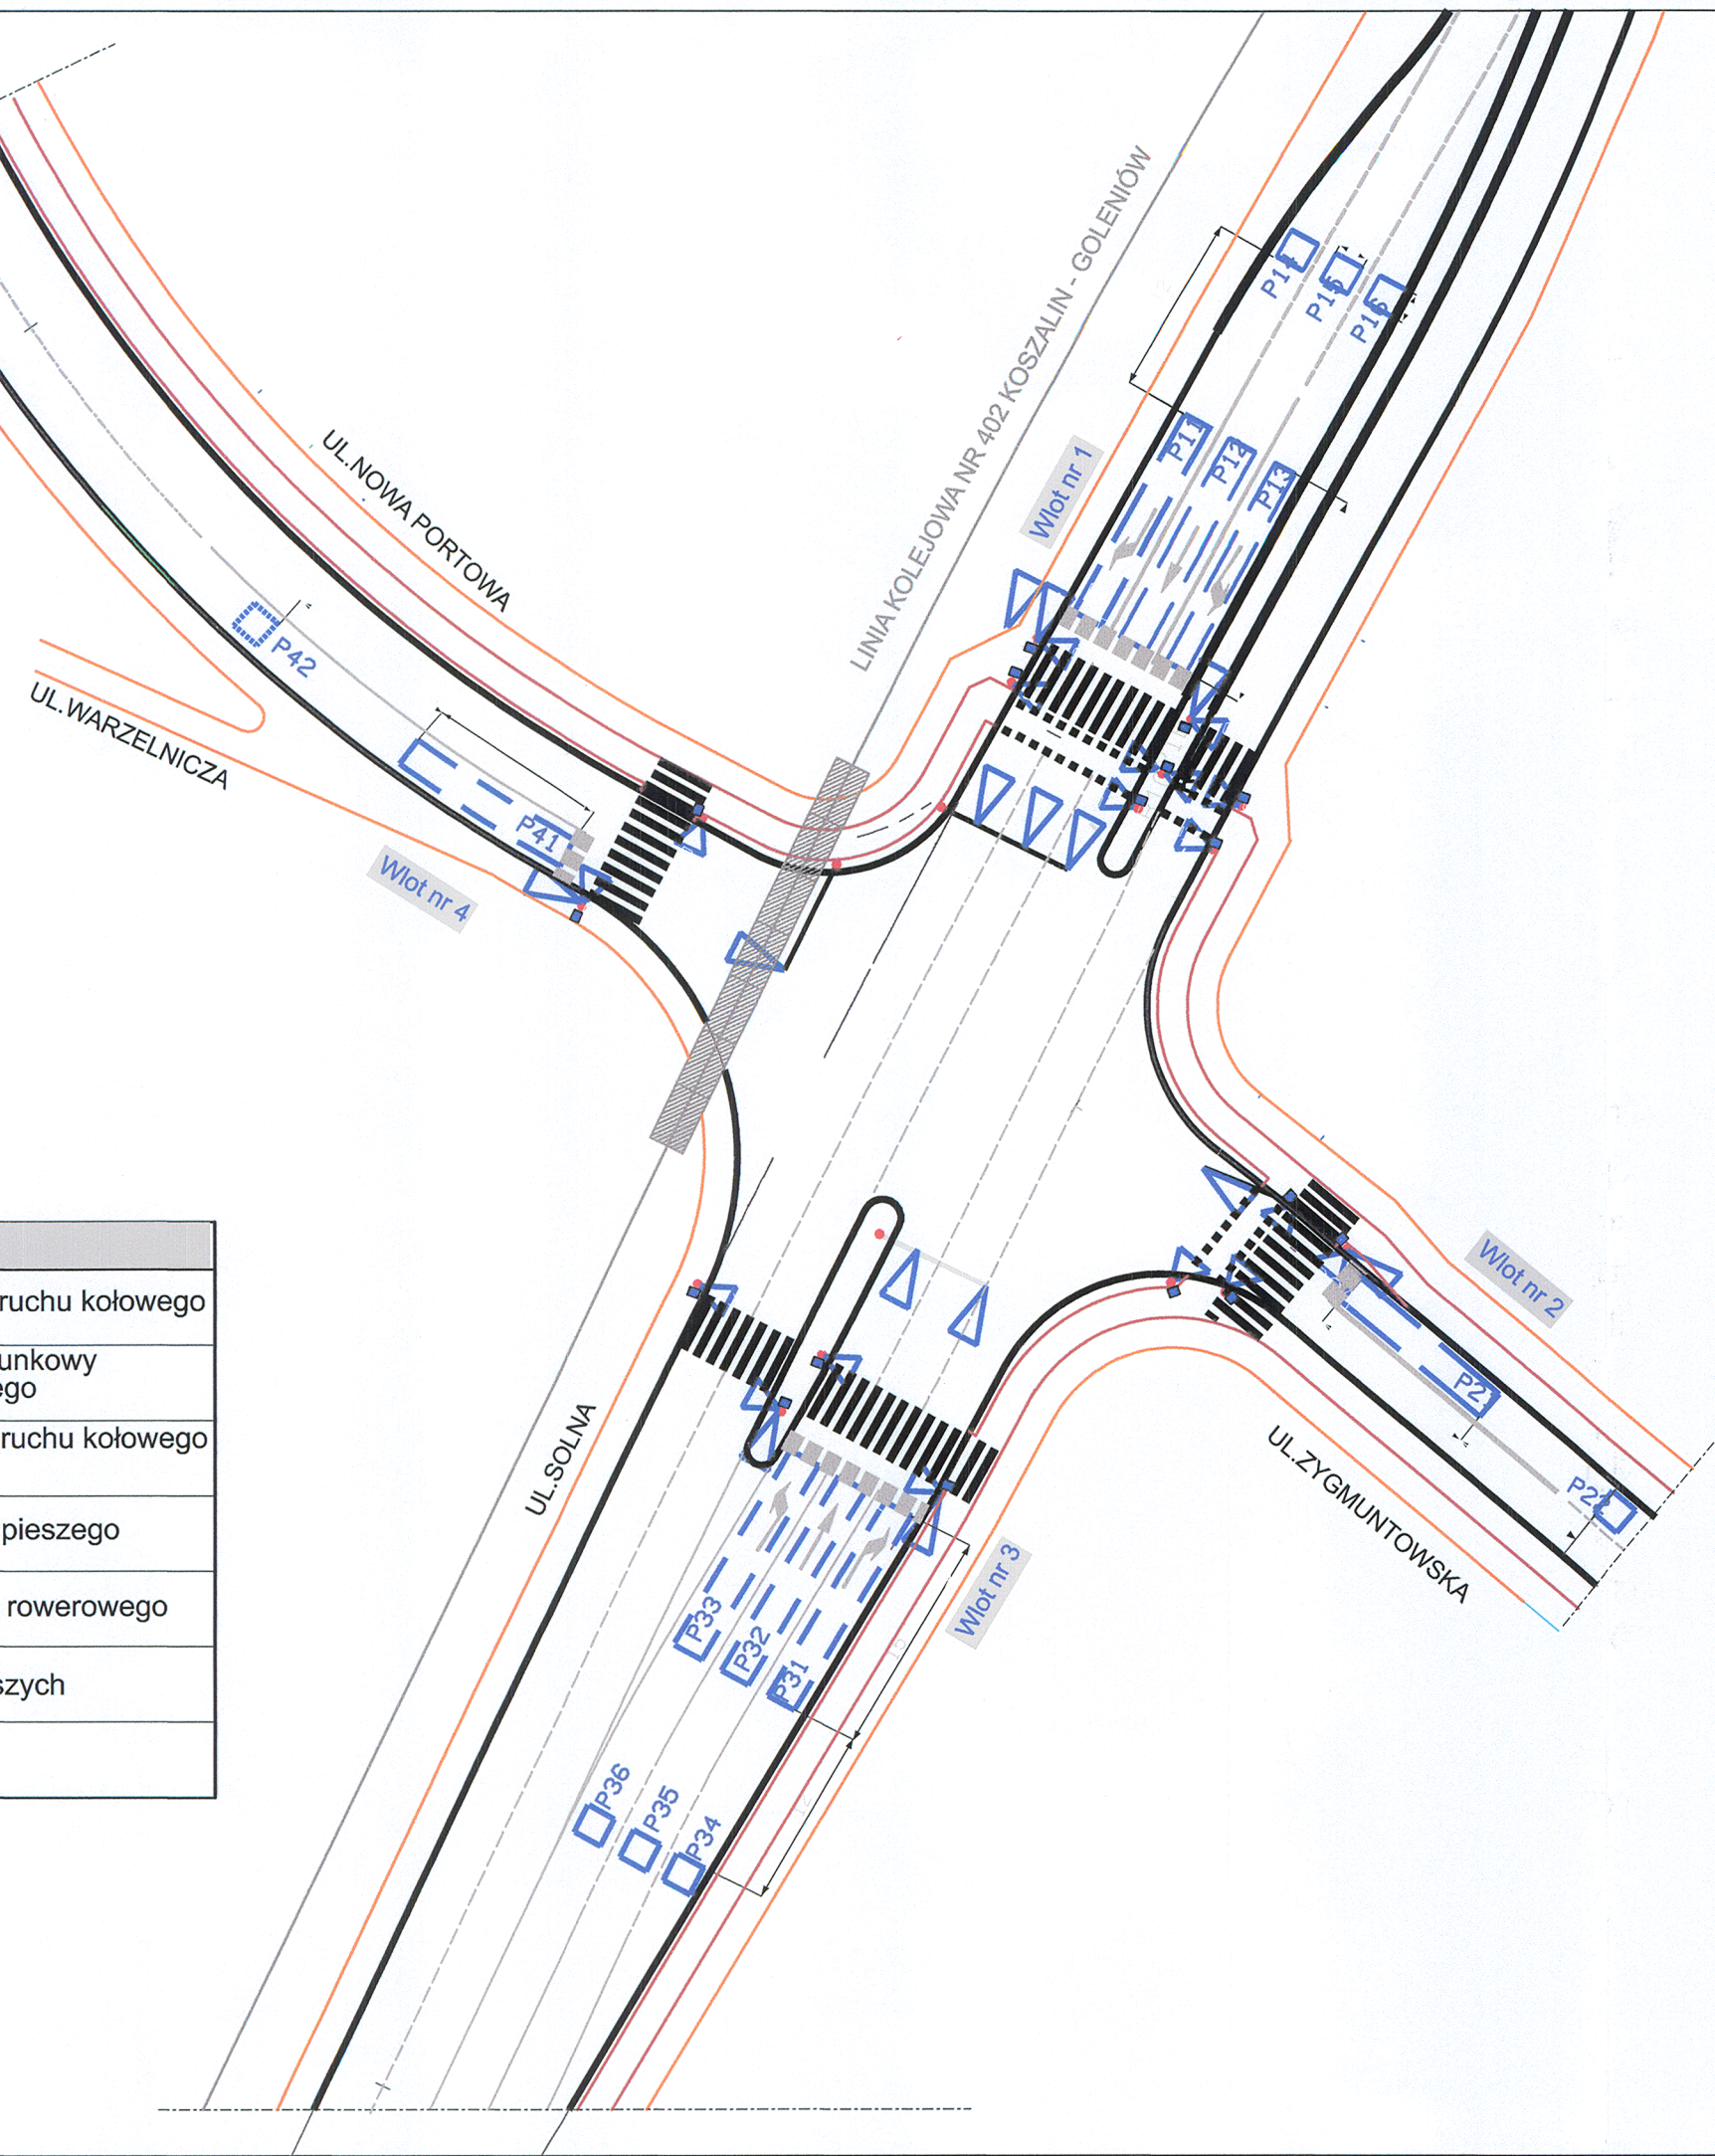 LINIA KOLEJOWA NR 402 KOSZALIN - GOLENIÓW
P14
P15
P16
UL.NOWA PORTOWA
Wlot nr 1
P11
P12
P13
P42
UL.WARZELNICZA
P41
Wlot nr 4
Wlot nr 2
P21
P22
UL.ZYGMUNTOWSKA
ruchu kołowego
unkowy
ego
ruchu kołowego
pieszego
rowerowego
szych
UL.SOLNA
Wlot nr 3
P33
P32
P31
P36
P35
P34